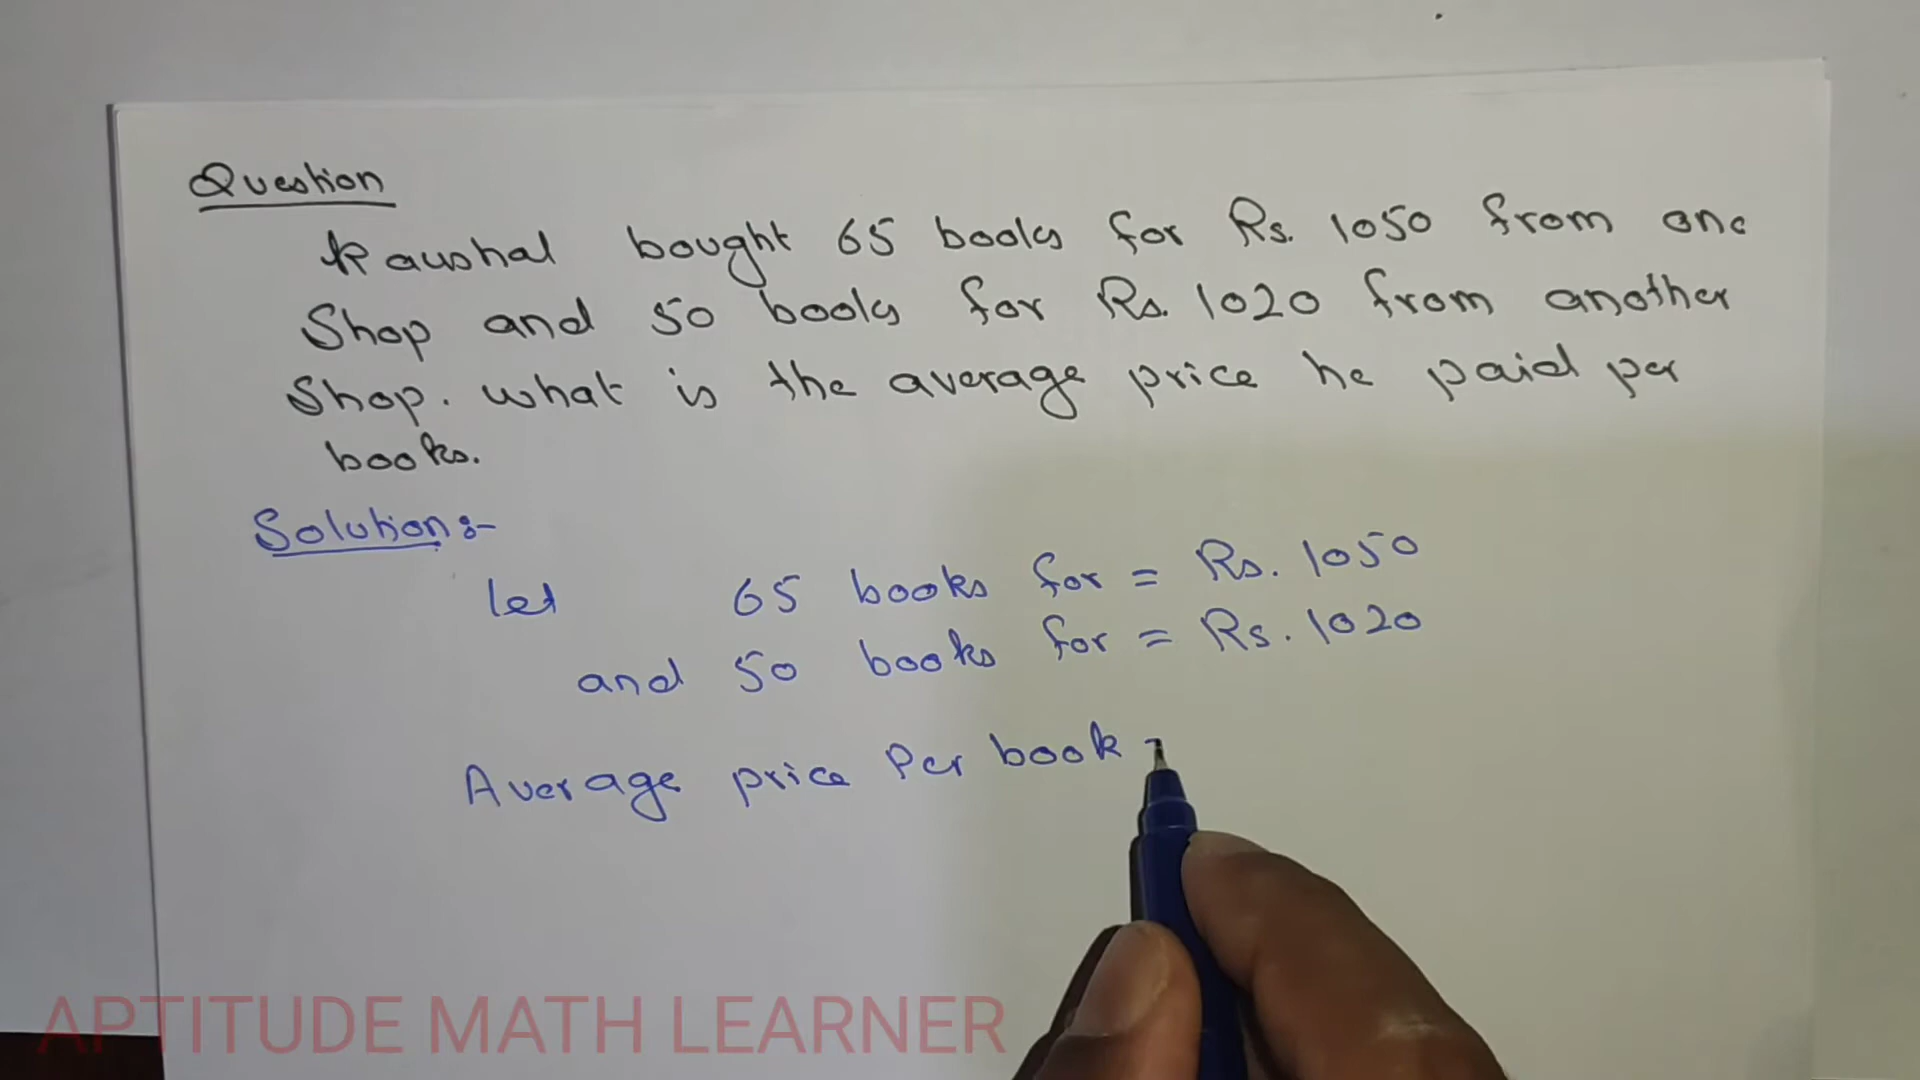 Question
Kaushal bought 65 books for Rs. 1050 from one
Shop and 50 books for Rs. 1020 from another
Shop. what is the average price he paid per
books.
Solution:-
let 65 books for = Rs. 1050
and 50 books for = Rs. 1020
Average price Per book =
APTITUDE MATH LEARNER